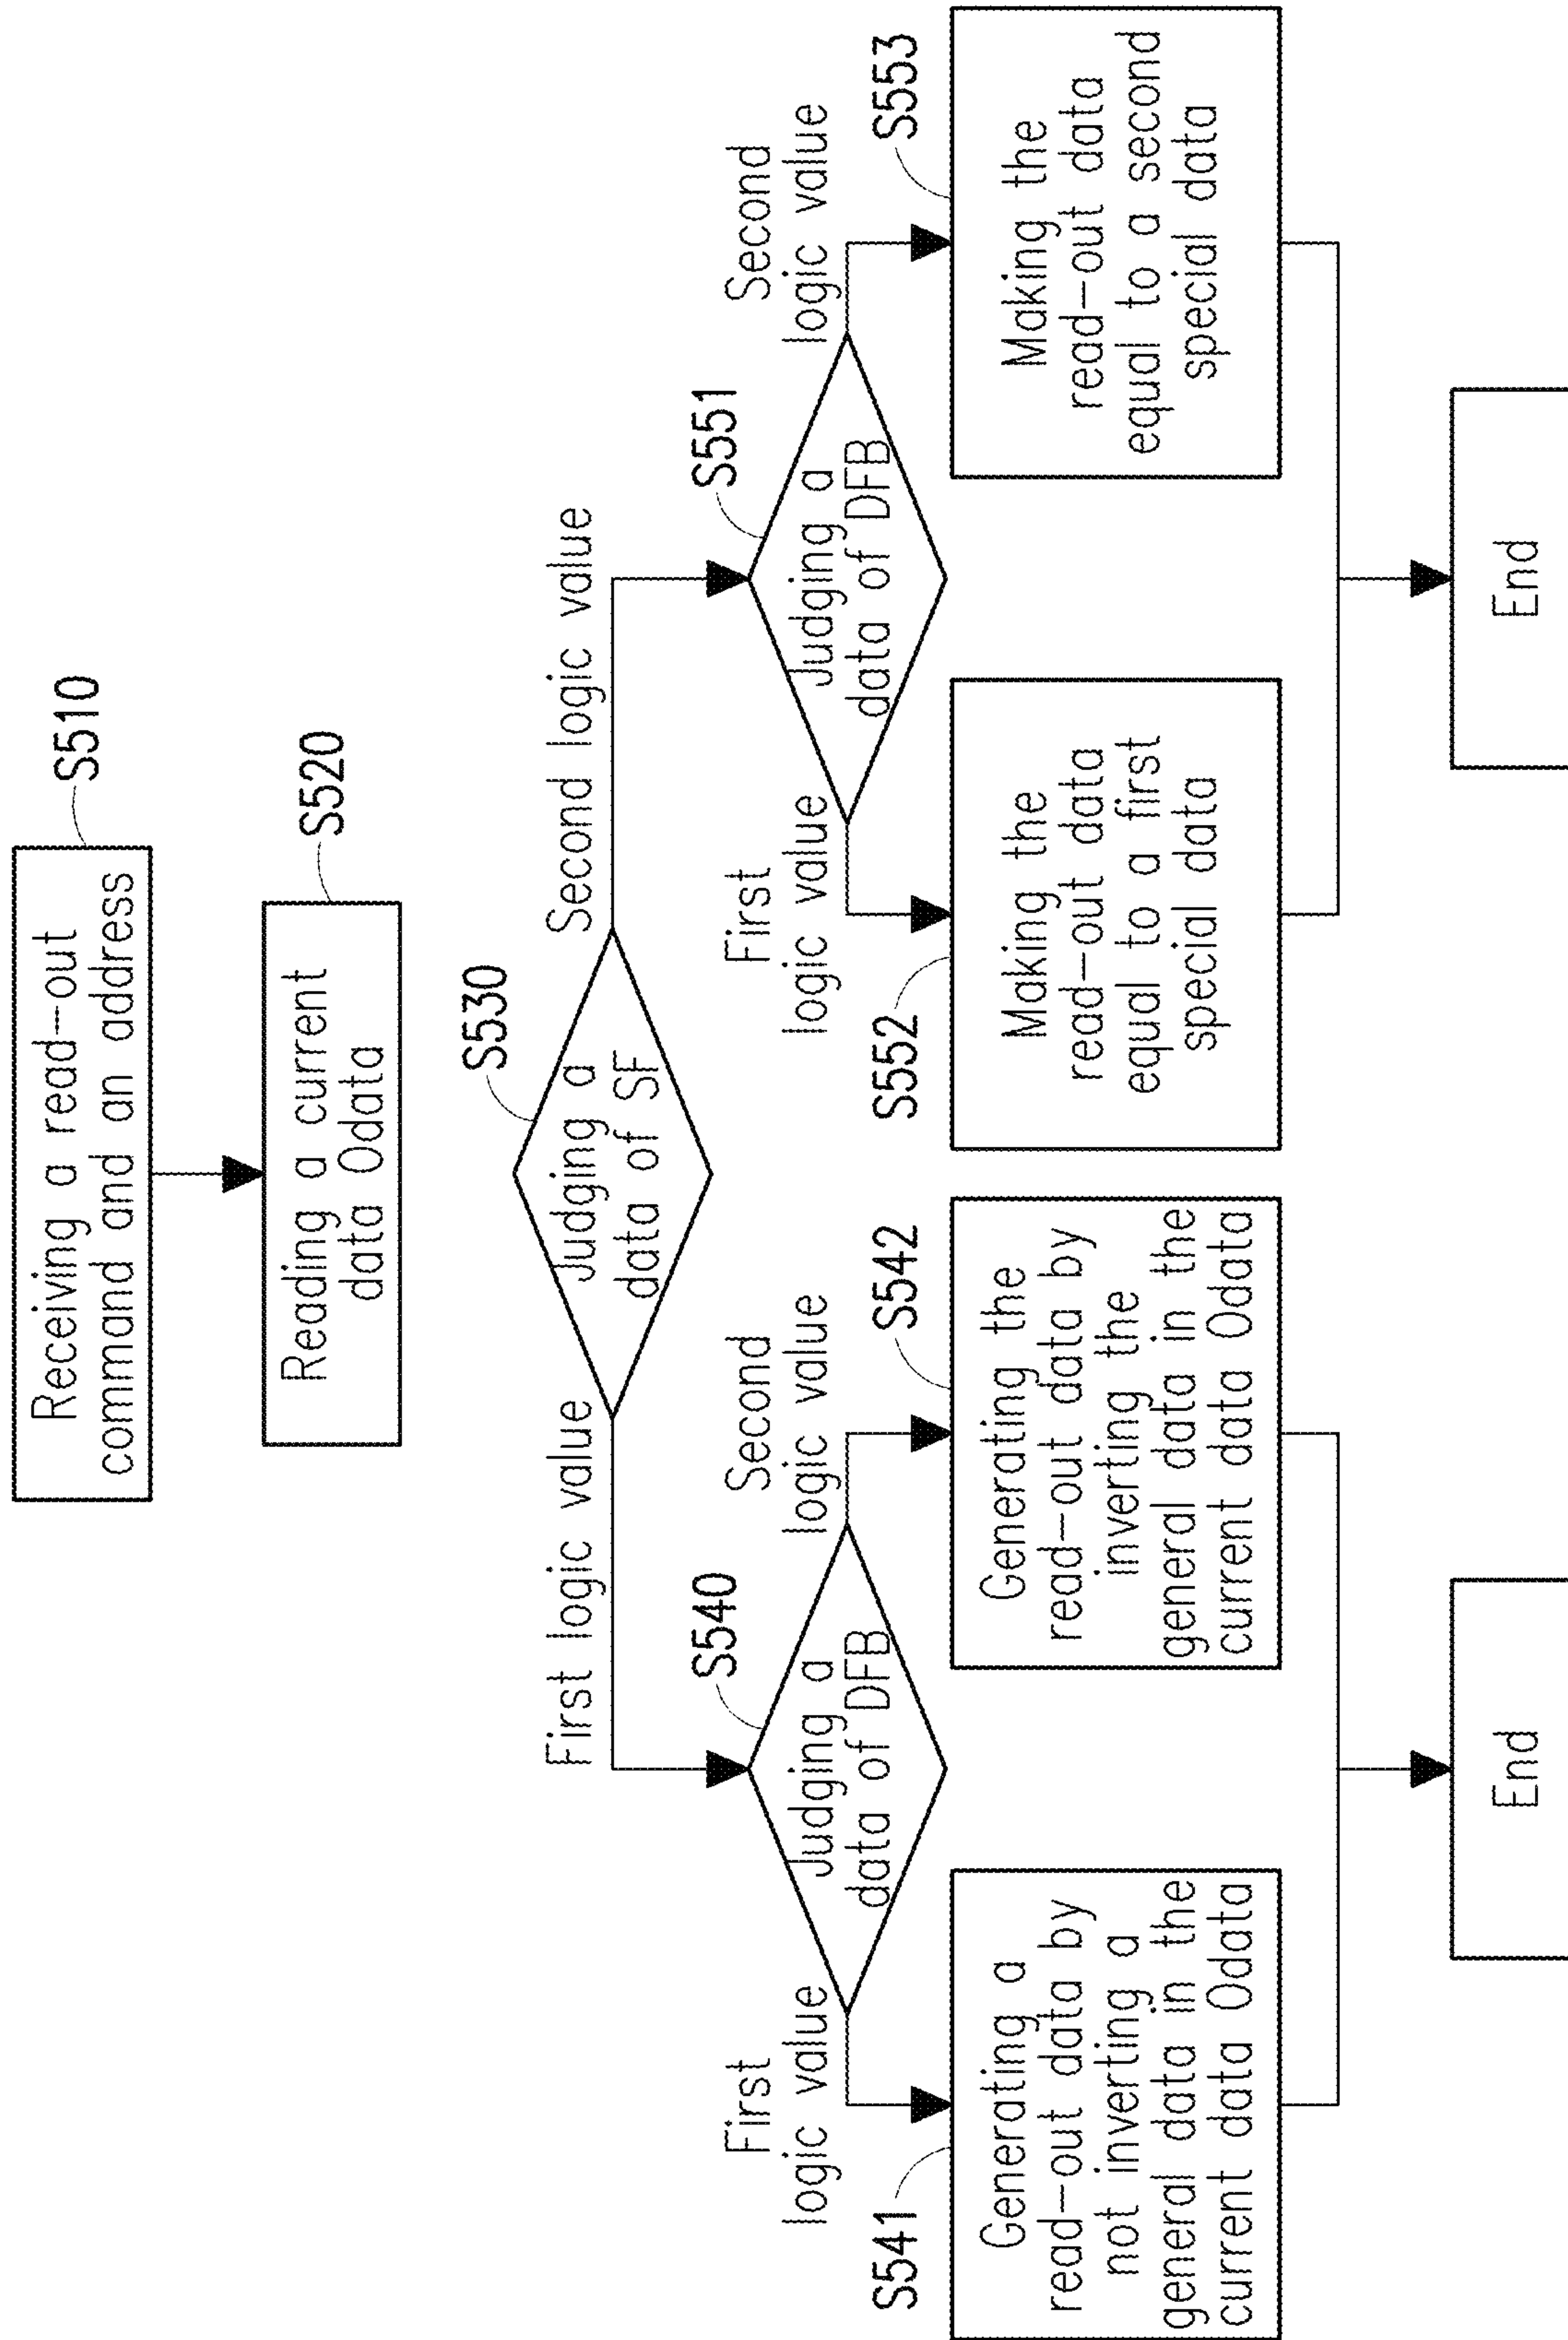 Receiving a read-out
command and an address
S510
Reading a current
data Odata
S520
Judging a
data of SF
S530
First logic value
Second logic value
Judging a
data of DFB
S540
First
logic value
Second
logic value
Judging a
data of DFB
S551
First
logic value
Second
logic value
S541
Generating a
read-out data by
not inverting a
general data in the
current data Odata
S542
Generating the
read-out data by
inverting the
general data in the
current data Odata
S552
Making the
read-out data
equal to a first
special data
S553
Making the
read-out data
equal to a second
special data
End
End